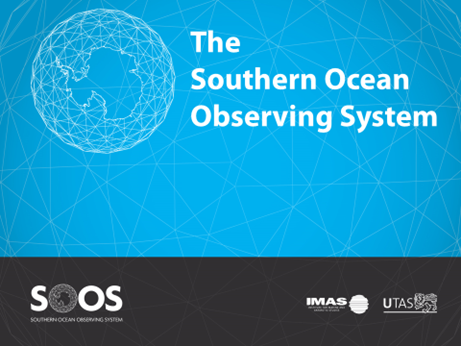 The
Southern Ocean
Observing System
SOOS
SOUTHERN OCEAN OBSERVING SYSTEM
IMAS
UTAS